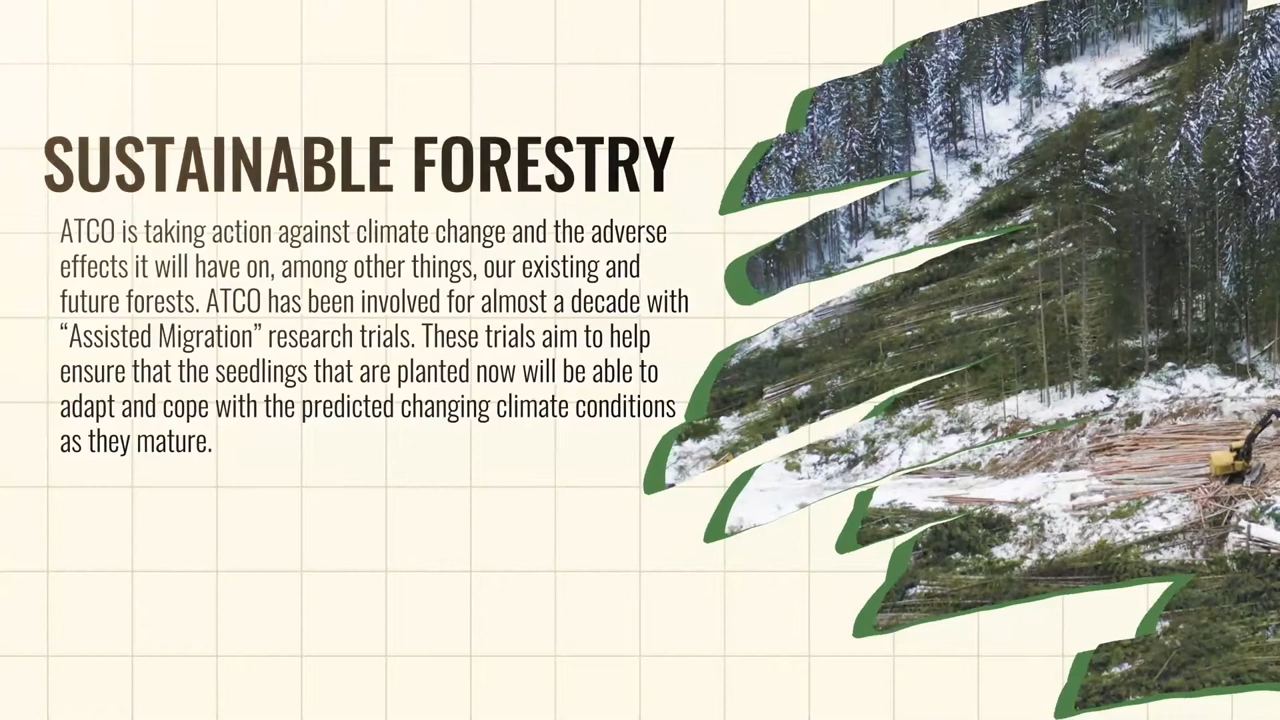 SUSTAINABLE FORESTRY
ATCO is taking action against climate change and the adverse
effects it will have on, among other things, our existing and
future forests. ATCO has been involved for almost a decade with
“Assisted Migration” research trials. These trials aim to help
ensure that the seedlings that are planted now will be able to
adapt and cope with the predicted changing climate conditions
as they mature.